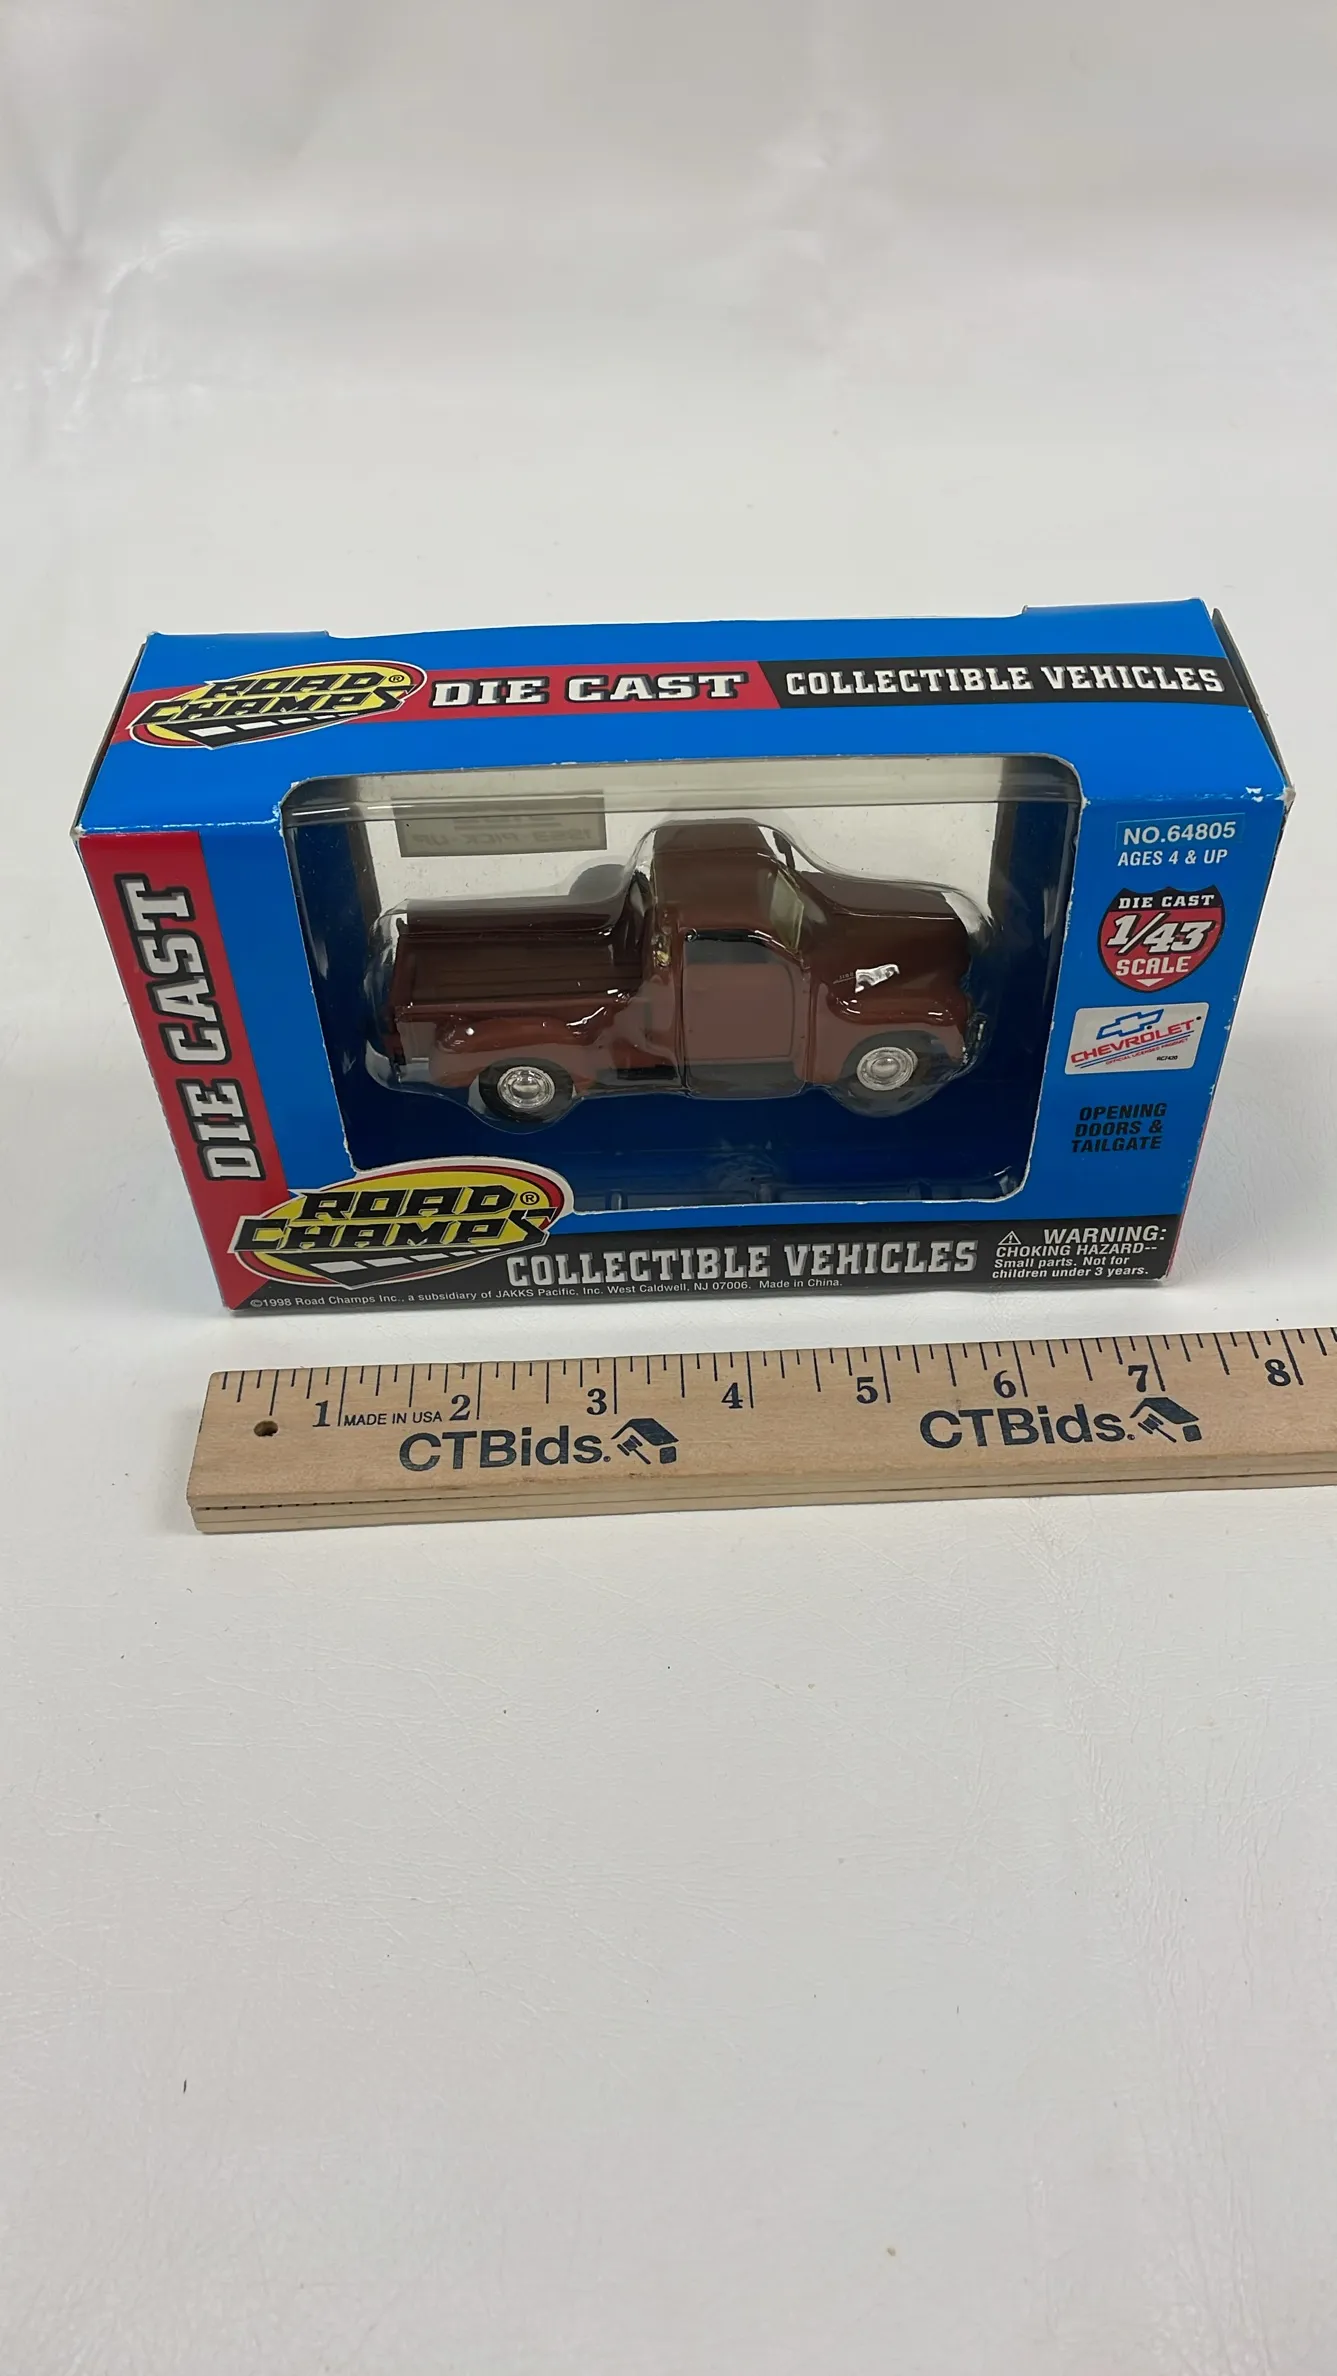 ROAD CHAMPS® DIE CAST COLLECTIBLE VEHICLES
PICK UP
NO.64805
AGES 4 & UP
DIE CAST
1/43
SCALE
CHEVROLET
OPENING
DOORS &
TAILGATE
DIE CAST
ROAD CHAMPS®
COLLECTIBLE VEHICLES
WARNING:
CHOKING HAZARD--
Small parts. Not for
children under 3 years.
©1998 Road Champs Inc., a subsidiary of JAKKS Pacific, Inc. West Caldwell, NJ 07006. Made in China.
1 2 3 4 5 6 7 8
MADE IN USA
CTBids. CTBids.